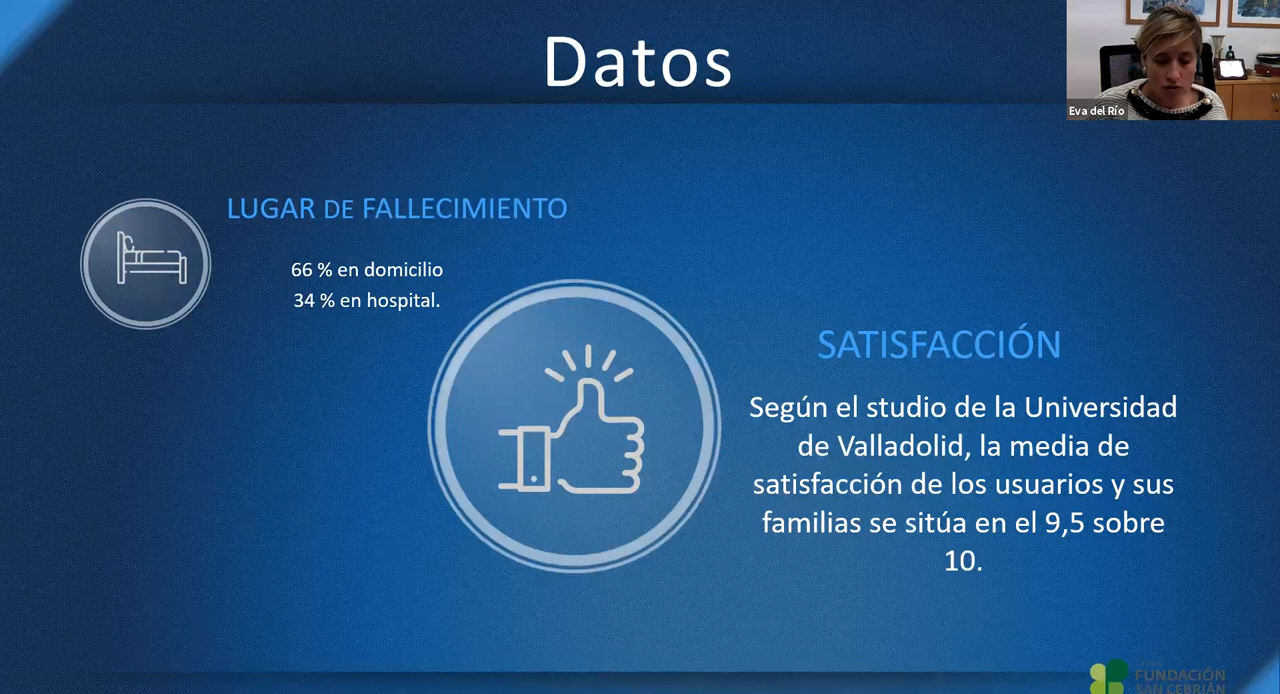 Datos
Eva del Río
LUGAR DE FALLECIMIENTO
66 % en domicilio
34 % en hospital.
SATISFACCIÓN
Según el studio de la Universidad
de Valladolid, la media de
satisfacción de los usuarios y sus
familias se sitúa en el 9,5 sobre
10.
FUNDACIÓN
SAN CEBRIÁN